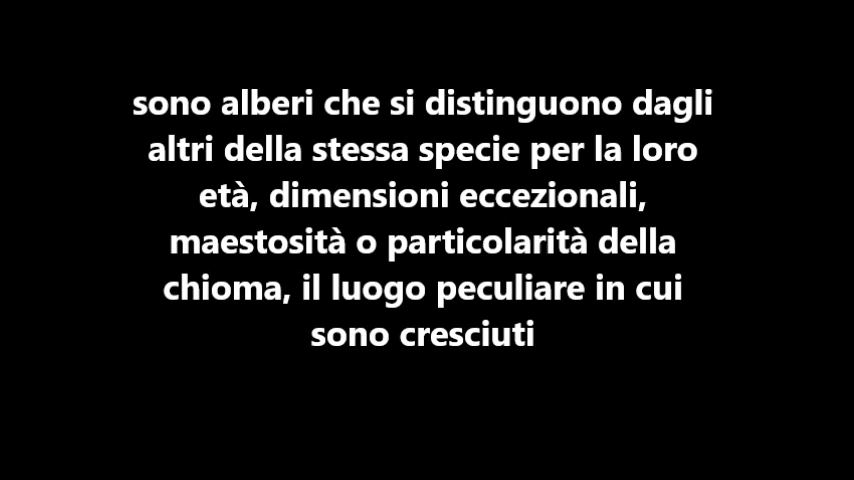 sono alberi che si distinguono dagli
altri della stessa specie per la loro
età, dimensioni eccezionali,
maestosità o particolarità della
chioma, il luogo peculiare in cui
sono cresciuti